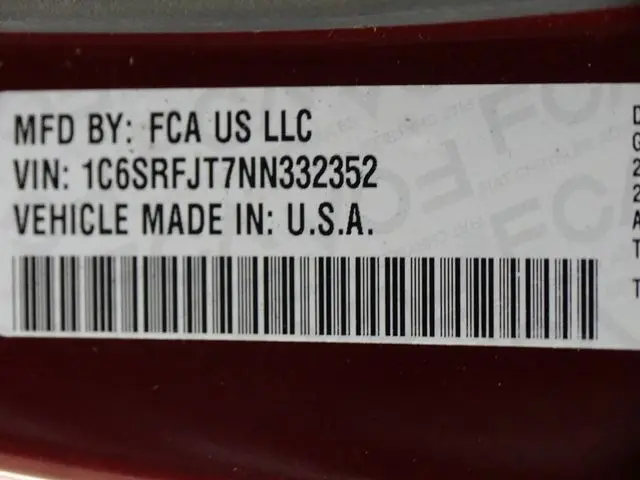 MFD BY: FCA US LLC
VIN: 1C6SRFJT7NN332352
VEHICLE MADE IN: U.S.A.